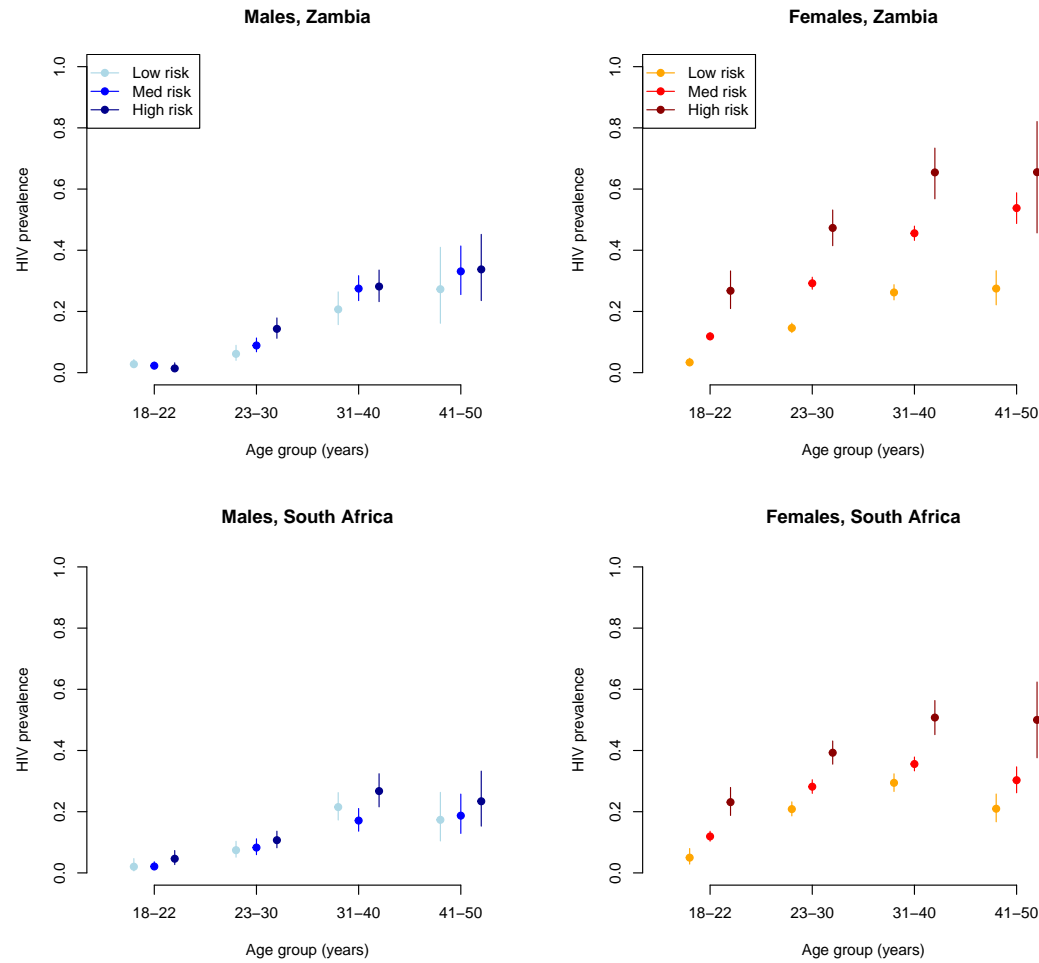 Males, Zambia
Low risk
Med risk
High risk
HIV prevalence
0.0 0.2 0.4 0.6 0.8 1.0
18−22 23−30 31−40 41−50
Age group (years)
Females, Zambia
Low risk
Med risk
High risk
HIV prevalence
0.0 0.2 0.4 0.6 0.8 1.0
18−22 23−30 31−40 41−50
Age group (years)
Males, South Africa
HIV prevalence
0.0 0.2 0.4 0.6 0.8 1.0
18−22 23−30 31−40 41−50
Age group (years)
Females, South Africa
HIV prevalence
0.0 0.2 0.4 0.6 0.8 1.0
18−22 23−30 31−40 41−50
Age group (years)